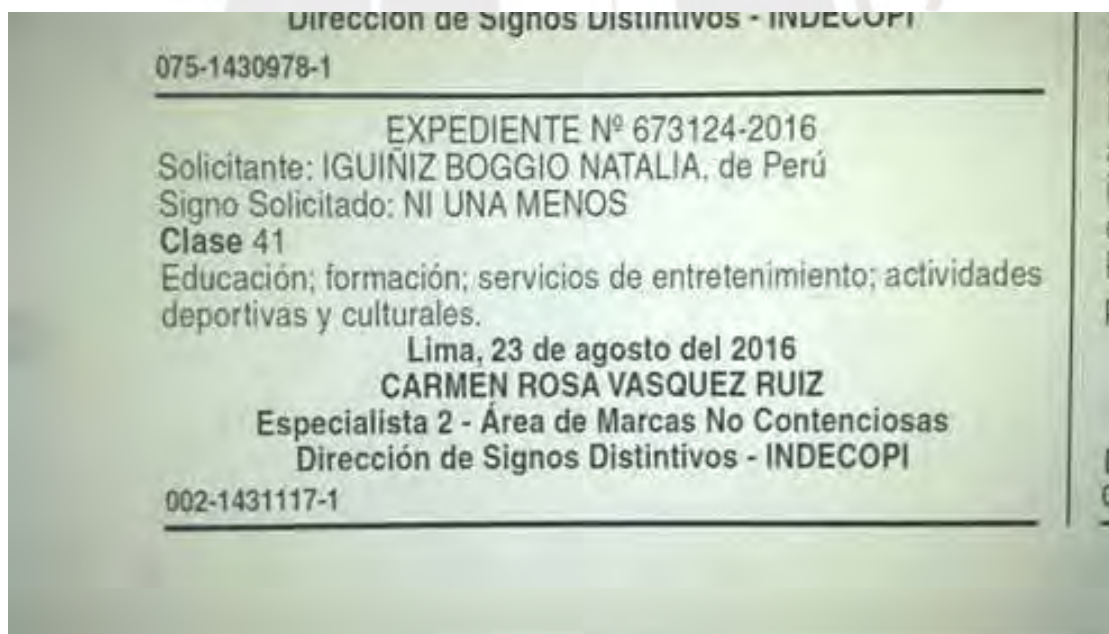 Dirección de Signos Distintivos - INDECOPI
075-1430978-1
EXPEDIENTE Nº 673124-2016
Solicitante: IGUIÑIZ BOGGIO NATALIA, de Perú
Signo Solicitado: NI UNA MENOS
Clase 41
Educación; formación; servicios de entretenimiento; actividades
deportivas y culturales.
Lima, 23 de agosto del 2016
CARMEN ROSA VASQUEZ RUIZ
Especialista 2 - Área de Marcas No Contenciosas
Dirección de Signos Distintivos - INDECOPI
002-1431117-1